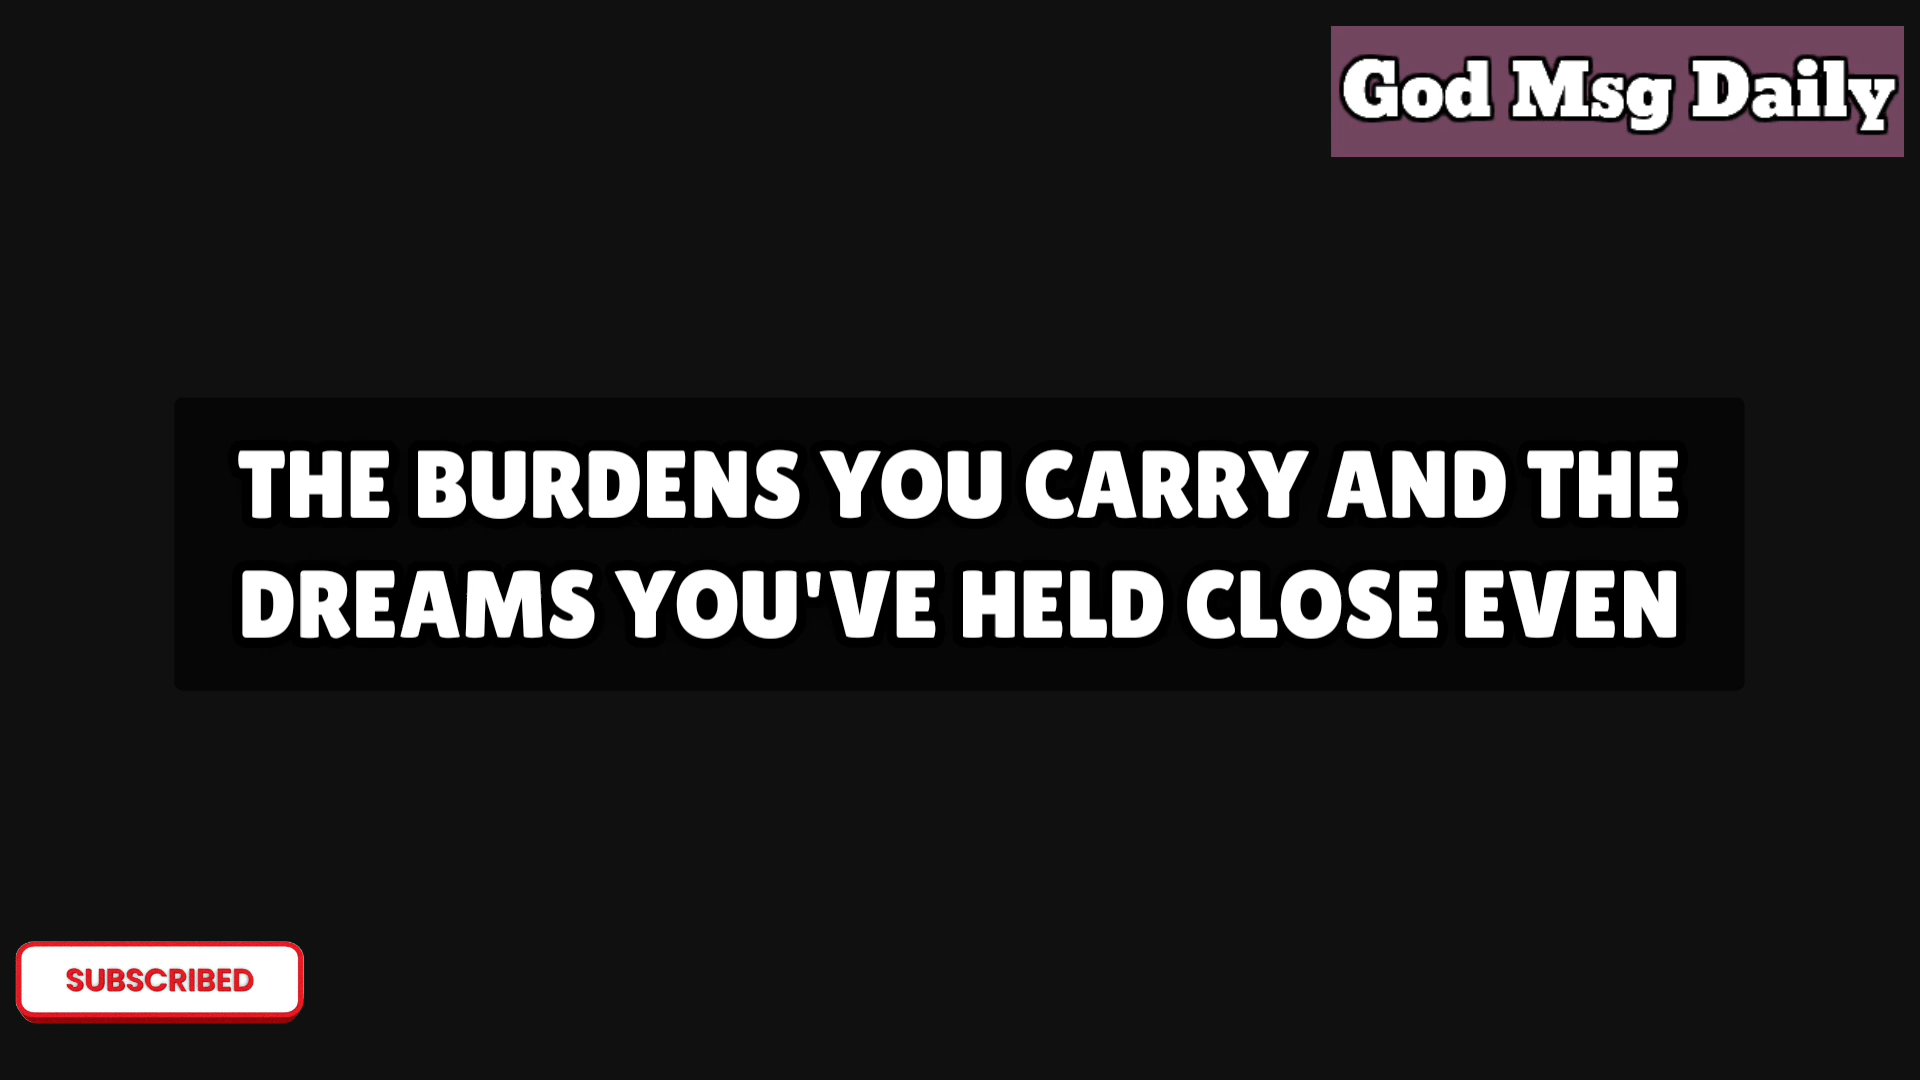 God Msg Daily
THE BURDENS YOU CARRY AND THE
DREAMS YOU'VE HELD CLOSE EVEN
SUBSCRIBED